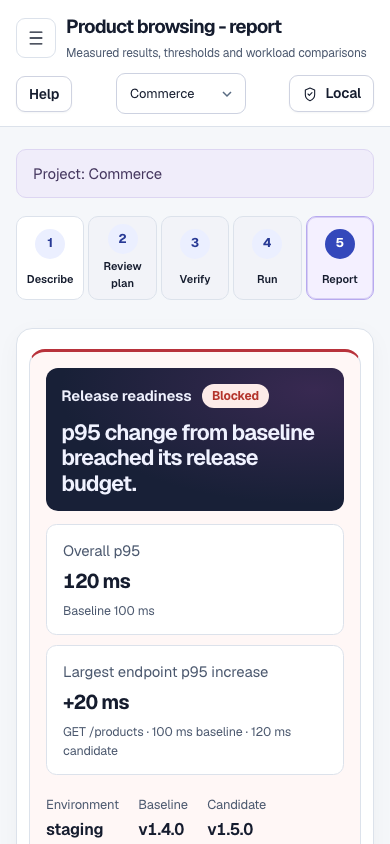 Product browsing - report
Measured results, thresholds and workload comparisons
Help
Commerce
Local
Project: Commerce
1
Describe
2
Review
plan
3
Verify
4
Run
5
Report
Release readiness
Blocked
p95 change from baseline
breached its release
budget.
Overall p95
120 ms
Baseline 100 ms
Largest endpoint p95 increase
+20 ms
GET /products · 100 ms baseline · 120 ms
candidate
Environment
staging
Baseline
v1.4.0
Candidate
v1.5.0